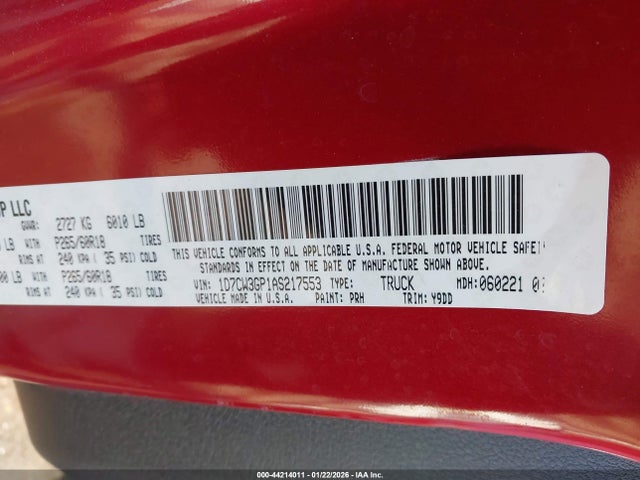 P LLC
GVWR: 2727 KG 6010 LB
LB WITH P265/60R18 TIRES
RIMS AT 240 KPA ( 35 PSI) COLD
00 LB WITH P265/60R18 TIRES
RIMS AT 240 KPA ( 35 PSI) COLD
THIS VEHICLE CONFORMS TO ALL APPLICABLE U.S.A. FEDERAL MOTOR VEHICLE SAFET
STANDARDS IN EFFECT ON THE DATE OF MANUFACTURE SHOWN ABOVE.
VIN: 1D7CW3GP1AS217553 TYPE: TRUCK MDH: 060221
VEHICLE MADE IN U.S.A. PAINT: PRH TRIM: Y9DD
000-44214011 - 01/22/2026 - IAA Inc.